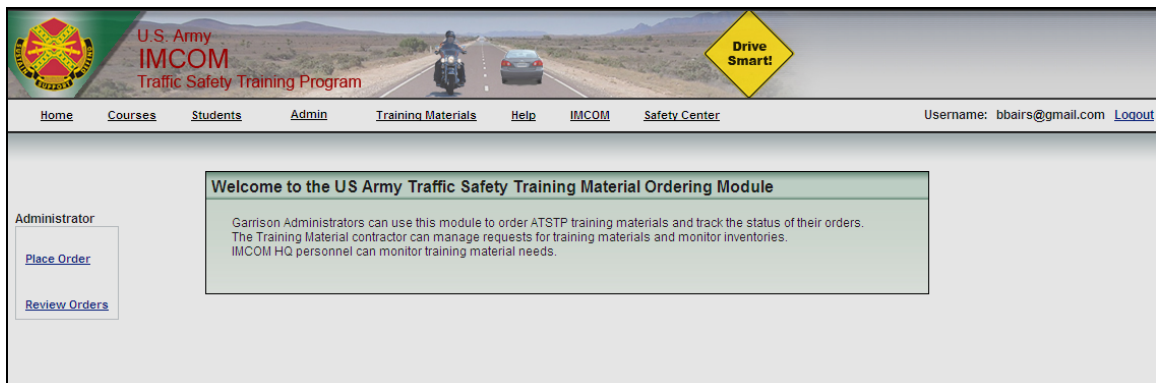 U.S. Army
IMCOM
Traffic Safety Training Program
Drive
Smart!
Home Courses Students Admin Training Materials Help IMCOM Safety Center Username: bbairs@gmail.com Logout
Welcome to the US Army Traffic Safety Training Material Ordering Module
Garrison Administrators can use this module to order ATSTP training materials and track the status of their orders.
The Training Material contractor can manage requests for training materials and monitor inventories.
IMCOM HQ personnel can monitor training material needs.
Administrator
Place Order
Review Orders